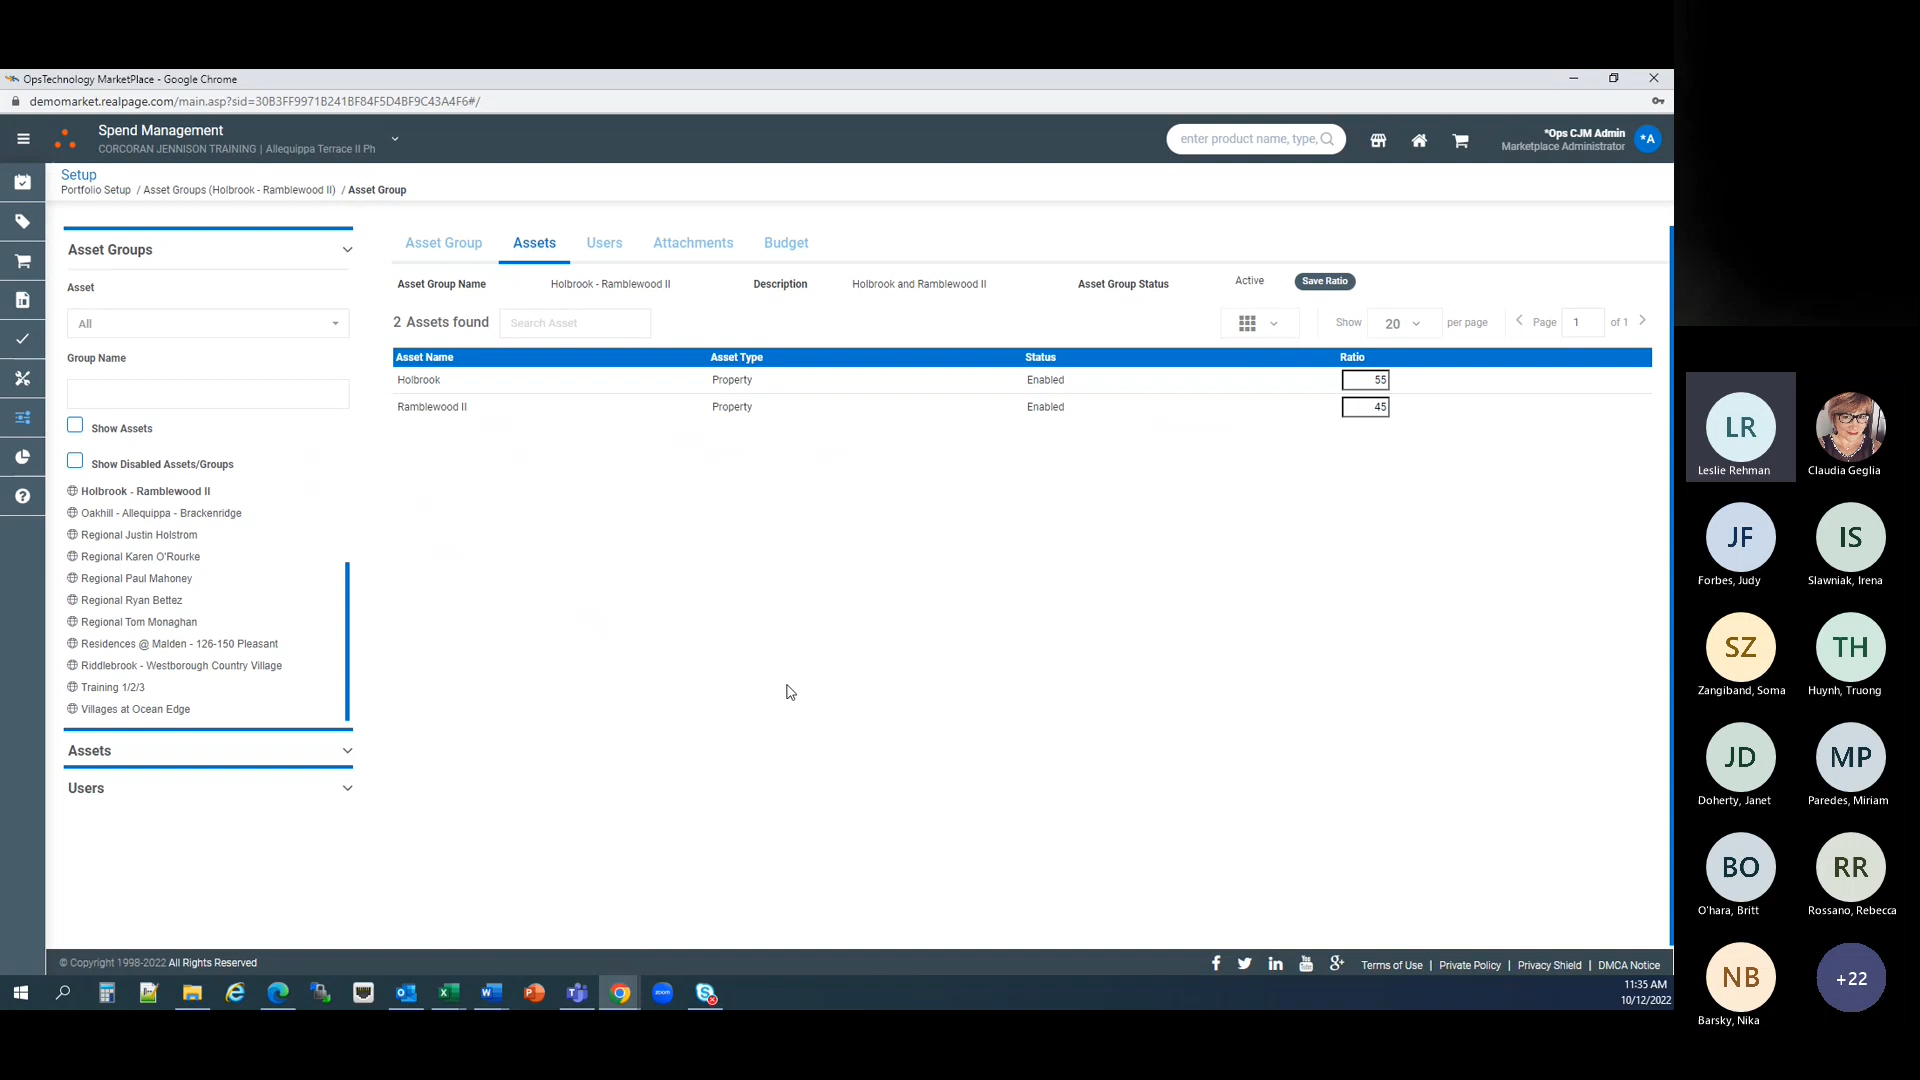 OpsTechnology MarketPlace - Google Chrome
demomarket.realpage.com/main.asp?sid=30B3FF9971B241BF84F5D4BF9C43A4F6#/
Spend Management
CORCORAN JENNISON TRAINING | Allequippa Terrace II Ph
enter product name, type,
*Ops CJM Admin
Marketplace Administrator
*A
Setup
Portfolio Setup / Asset Groups (Holbrook - Ramblewood II) / Asset Group
Asset Groups
Asset
All
Group Name
Show Assets
Show Disabled Assets/Groups
Holbrook - Ramblewood II
Oakhill - Allequippa - Brackenridge
Regional Justin Holstrom
Regional Karen O'Rourke
Regional Paul Mahoney
Regional Ryan Bettez
Regional Tom Monaghan
Residences @ Malden - 126-150 Pleasant
Riddlebrook - Westborough Country Village
Training 1/2/3
Villages at Ocean Edge
Assets
Users
Asset Group Assets Users Attachments Budget
Asset Group Name Holbrook - Ramblewood II Description Holbrook and Ramblewood II Asset Group Status Active Save Ratio
2 Assets found Search Asset Show 20 per page Page 1 of 1
Asset Name Asset Type Status Ratio
Holbrook Property Enabled 55
Ramblewood II Property Enabled 45
© Copyright 1998-2022 All Rights Reserved
Terms of Use | Private Policy | Privacy Shield | DMCA Notice
11:35 AM
10/12/2022
LR
Leslie Rehman
Claudia Geglia
JF
Forbes, Judy
IS
Slawniak, Irena
SZ
Zangiband, Soma
TH
Huynh, Truong
JD
Doherty, Janet
MP
Paredes, Miriam
BO
O'hara, Britt
RR
Rossano, Rebecca
NB
Barsky, Nika
+22